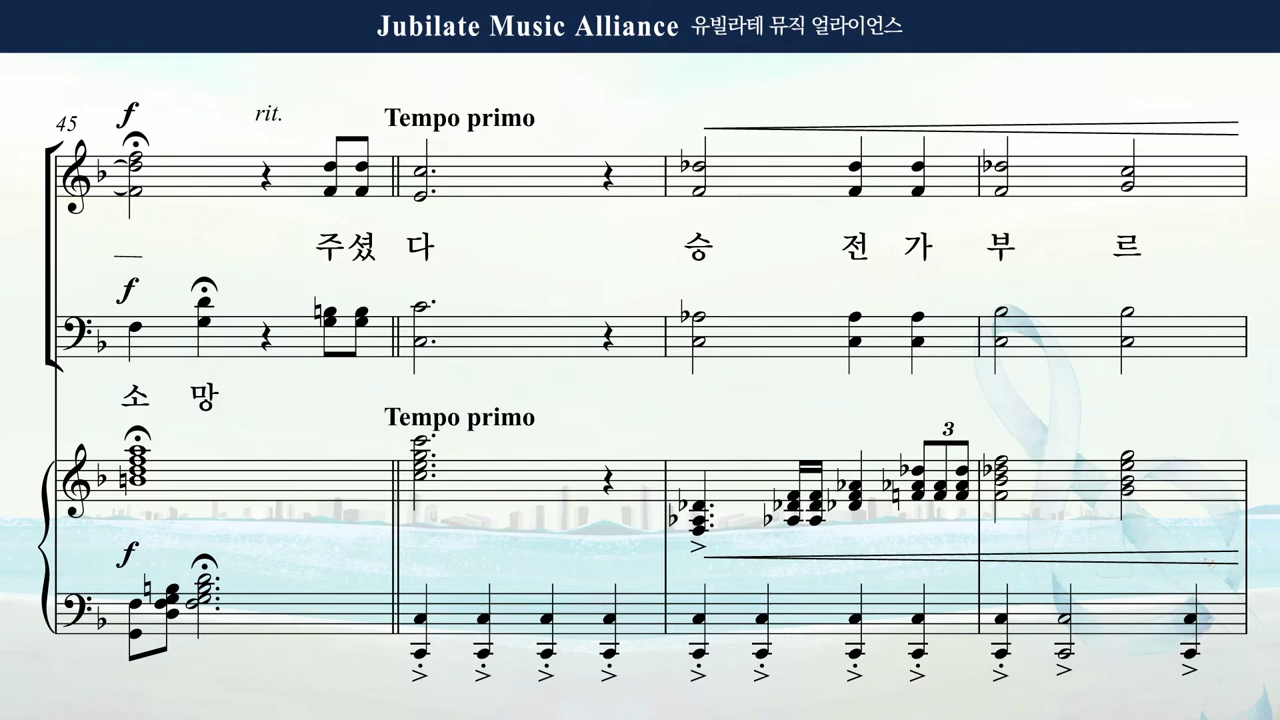 Jubilate Music Alliance 유빌라테 뮤직 얼라이언스
f rit. Tempo primo
45
주셨 다 승 전 가 부 르
f
소 망
Tempo primo
3
f